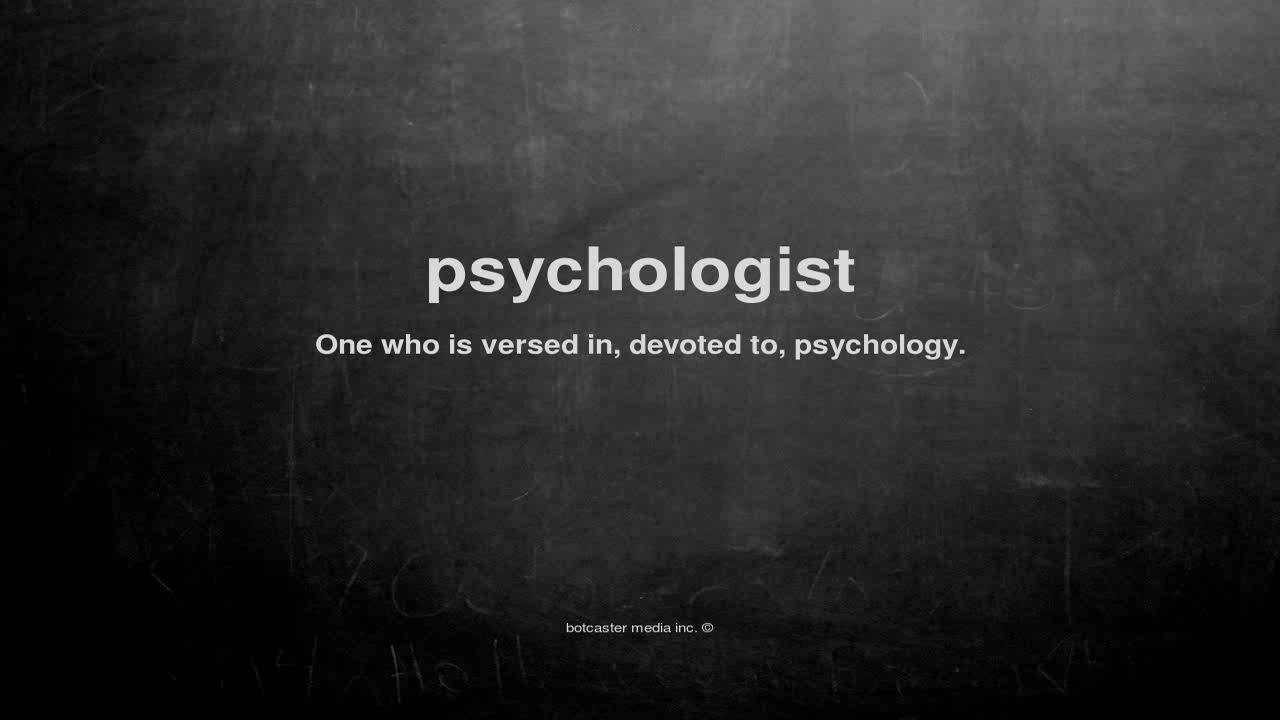 psychologist
One who is versed in, devoted to, psychology.
botcaster media inc. ©